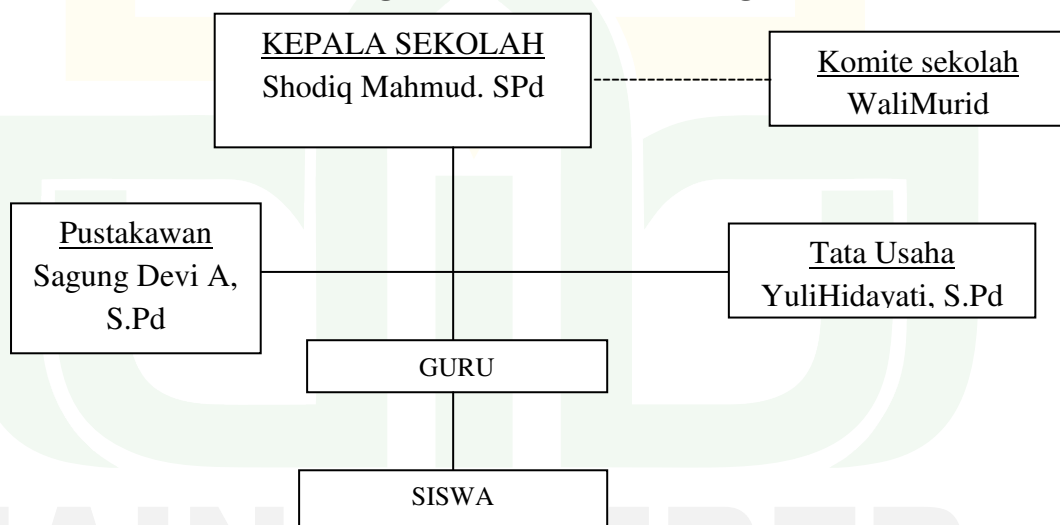 KEPALA SEKOLAH
Shodiq Mahmud. SPd
Komite sekolah
WaliMurid
Pustakawan
Sagung Devi A,
S.Pd
Tata Usaha
YuliHidayati, S.Pd
GURU
SISWA